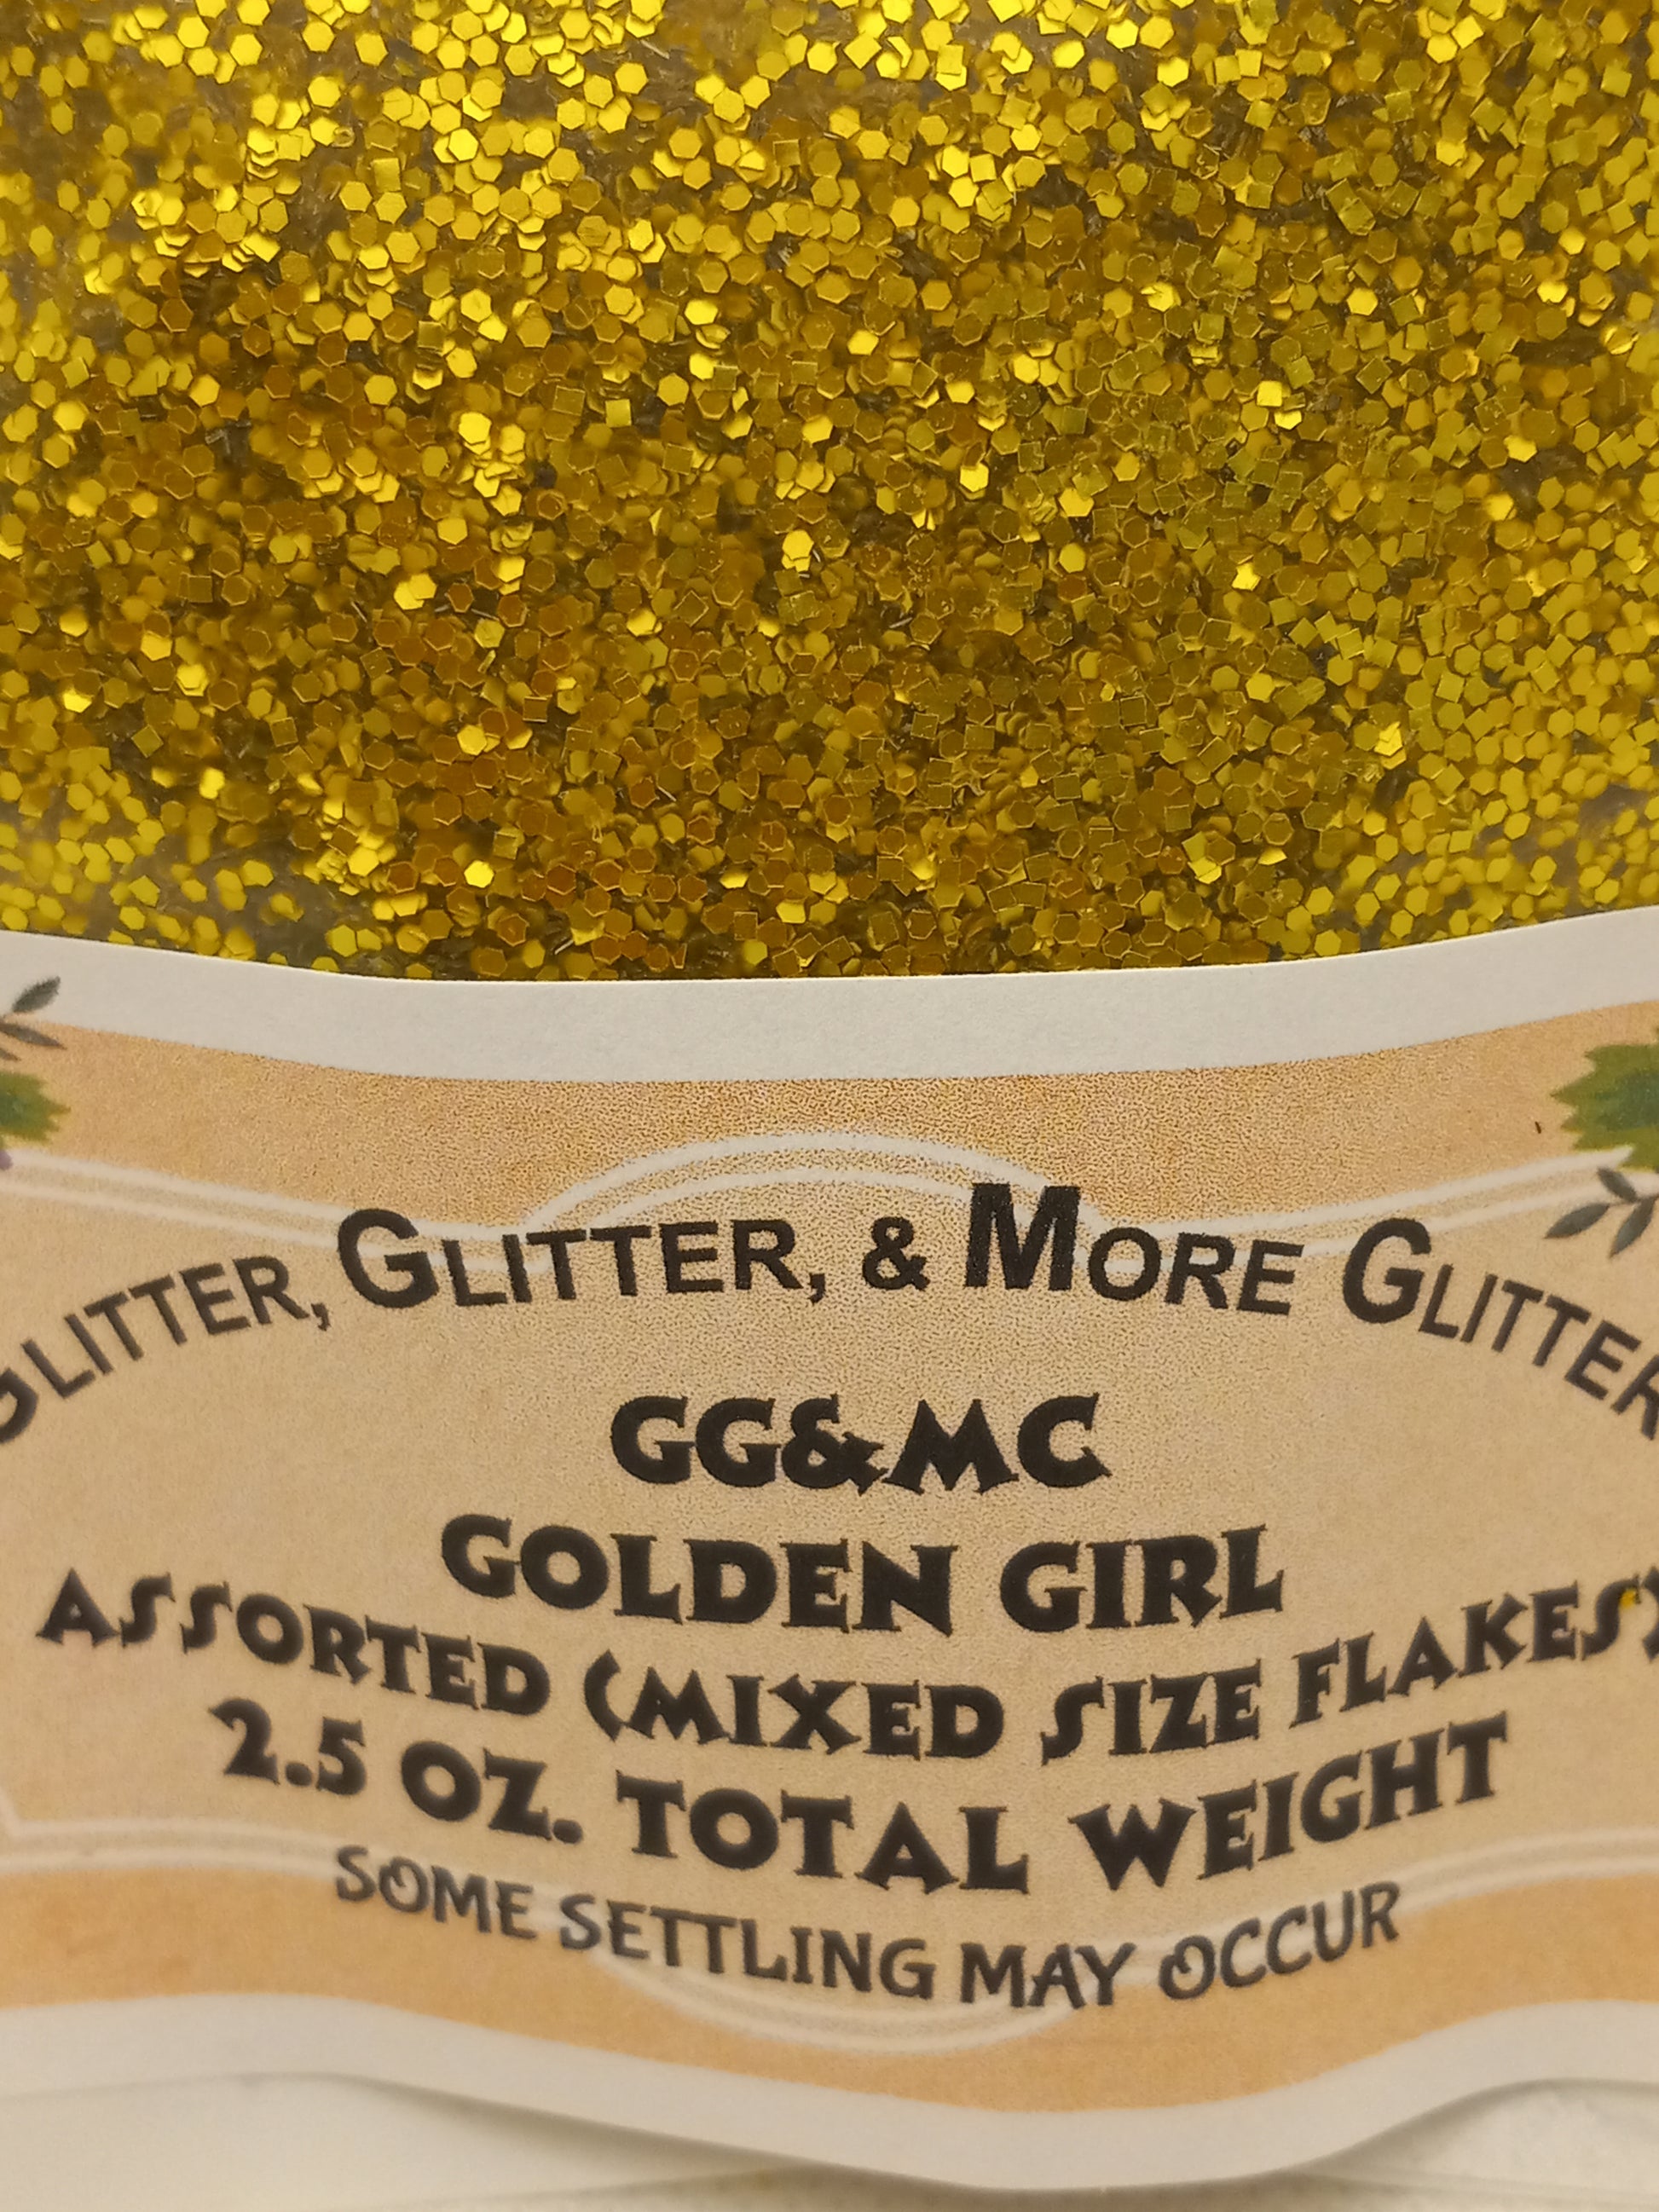 GLITTER, GLITTER, & MORE GLITTER
GG&MC
GOLDEN GIRL
ASSORTED (MIXED SIZE FLAKES)
2.5 OZ. TOTAL WEIGHT
SOME SETTLING MAY OCCUR